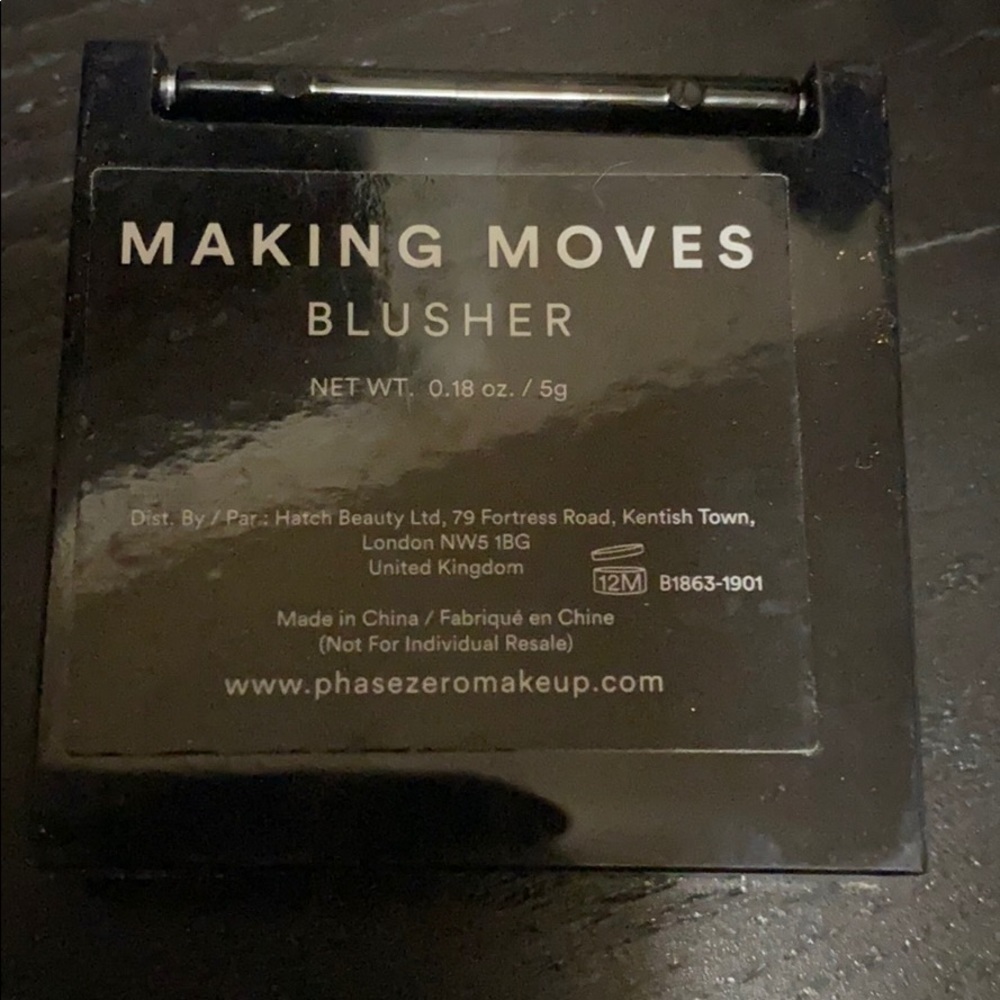 MAKING MOVES
BLUSHER
NET WT. 0.18 oz. / 5g
Dist. By / Par.: Hatch Beauty Ltd, 79 Fortress Road, Kentish Town,
London NW5 1BG
United Kingdom
12M B1863-1901
Made in China / Fabriqué en Chine
(Not For Individual Resale)
www.phasezeromakeup.com